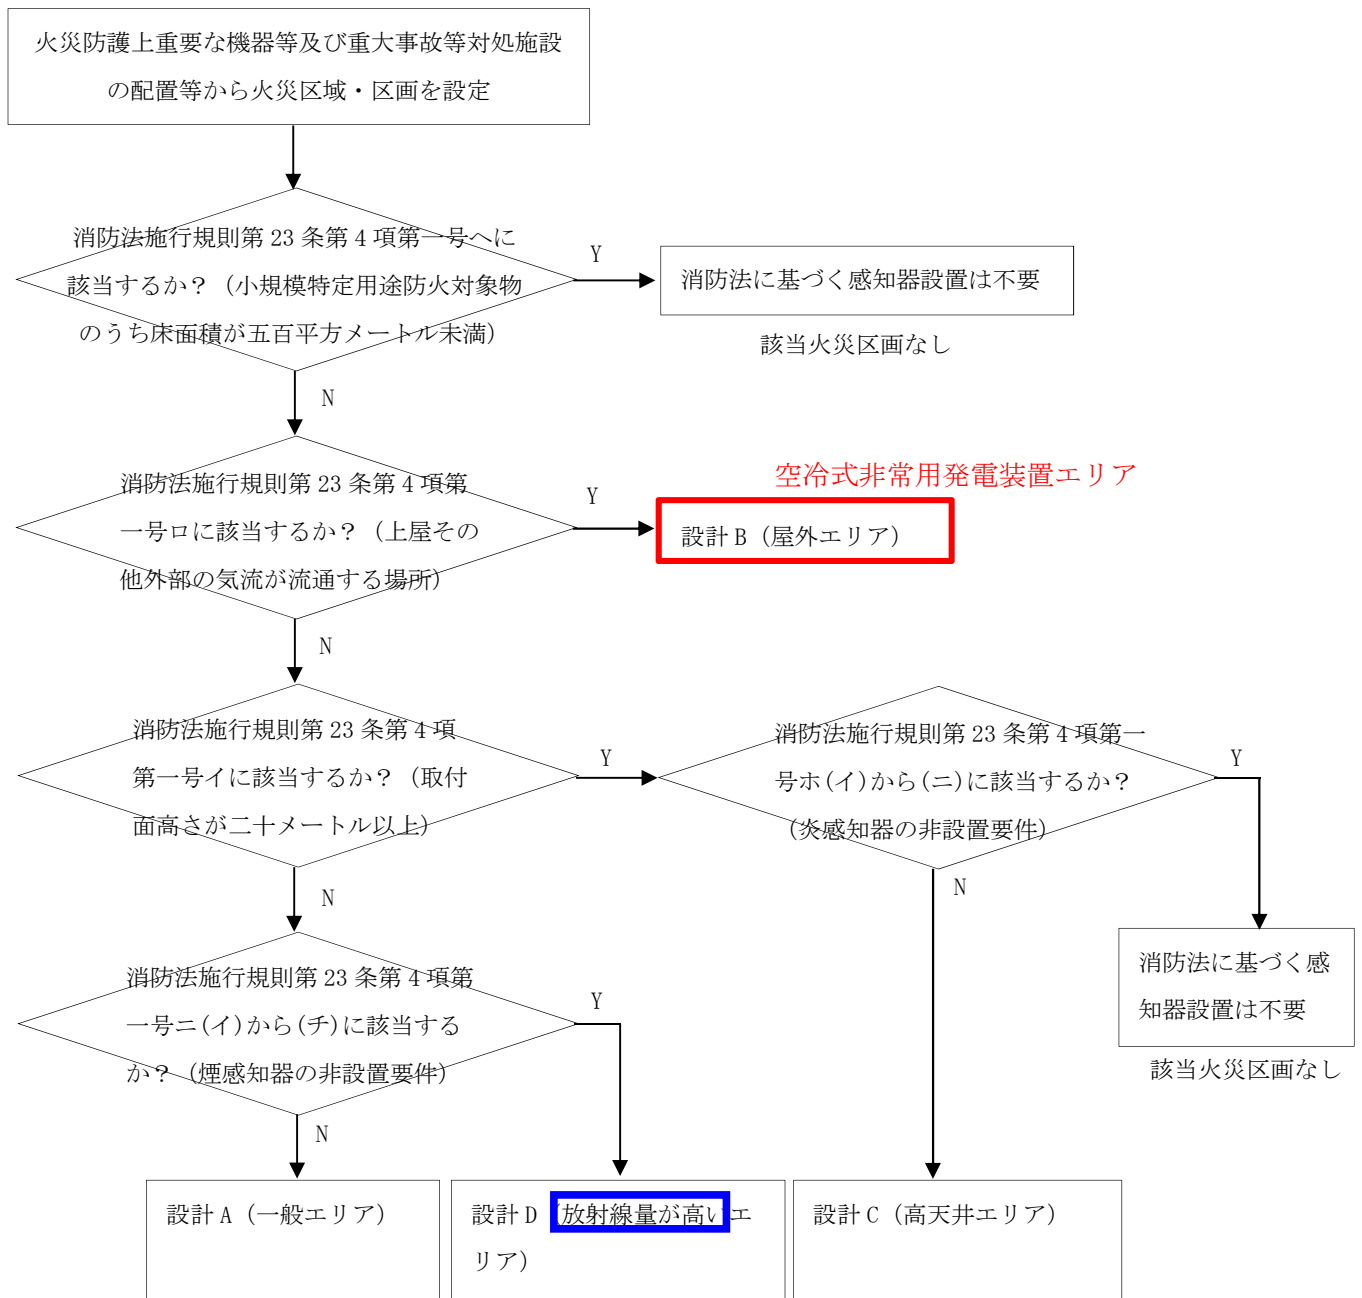 火災防護上重要な機器等及び重大事故等対処施設
の配置等から火災区域・区画を設定
消防法施行規則第 23 条第 4 項第一号ヘに
該当するか？（小規模特定用途防火対象物
のうち床面積が五百平方メートル未満）
Y
消防法に基づく感知器設置は不要
該当火災区画なし
N
消防法施行規則第 23 条第 4 項第
一号ロに該当するか？（上屋その
他外部の気流が流通する場所）
Y
空冷式非常用発電装置エリア
設計 B（屋外エリア）
N
消防法施行規則第 23 条第 4 項
第一号イに該当するか？（取付
面高さが二十メートル以上）
Y
消防法施行規則第 23 条第 4 項第一
号ホ(イ)から(ニ)に該当するか？
（炎感知器の非設置要件）
Y
N
N
消防法に基づく感
知器設置は不要
該当火災区画なし
消防法施行規則第 23 条第 4 項第
一号ニ(イ)から(チ)に該当する
か？（煙感知器の非設置要件）
Y
N
設計 A（一般エリア）
設計 D（放射線量が高いエ
リア）
設計 C（高天井エリア）